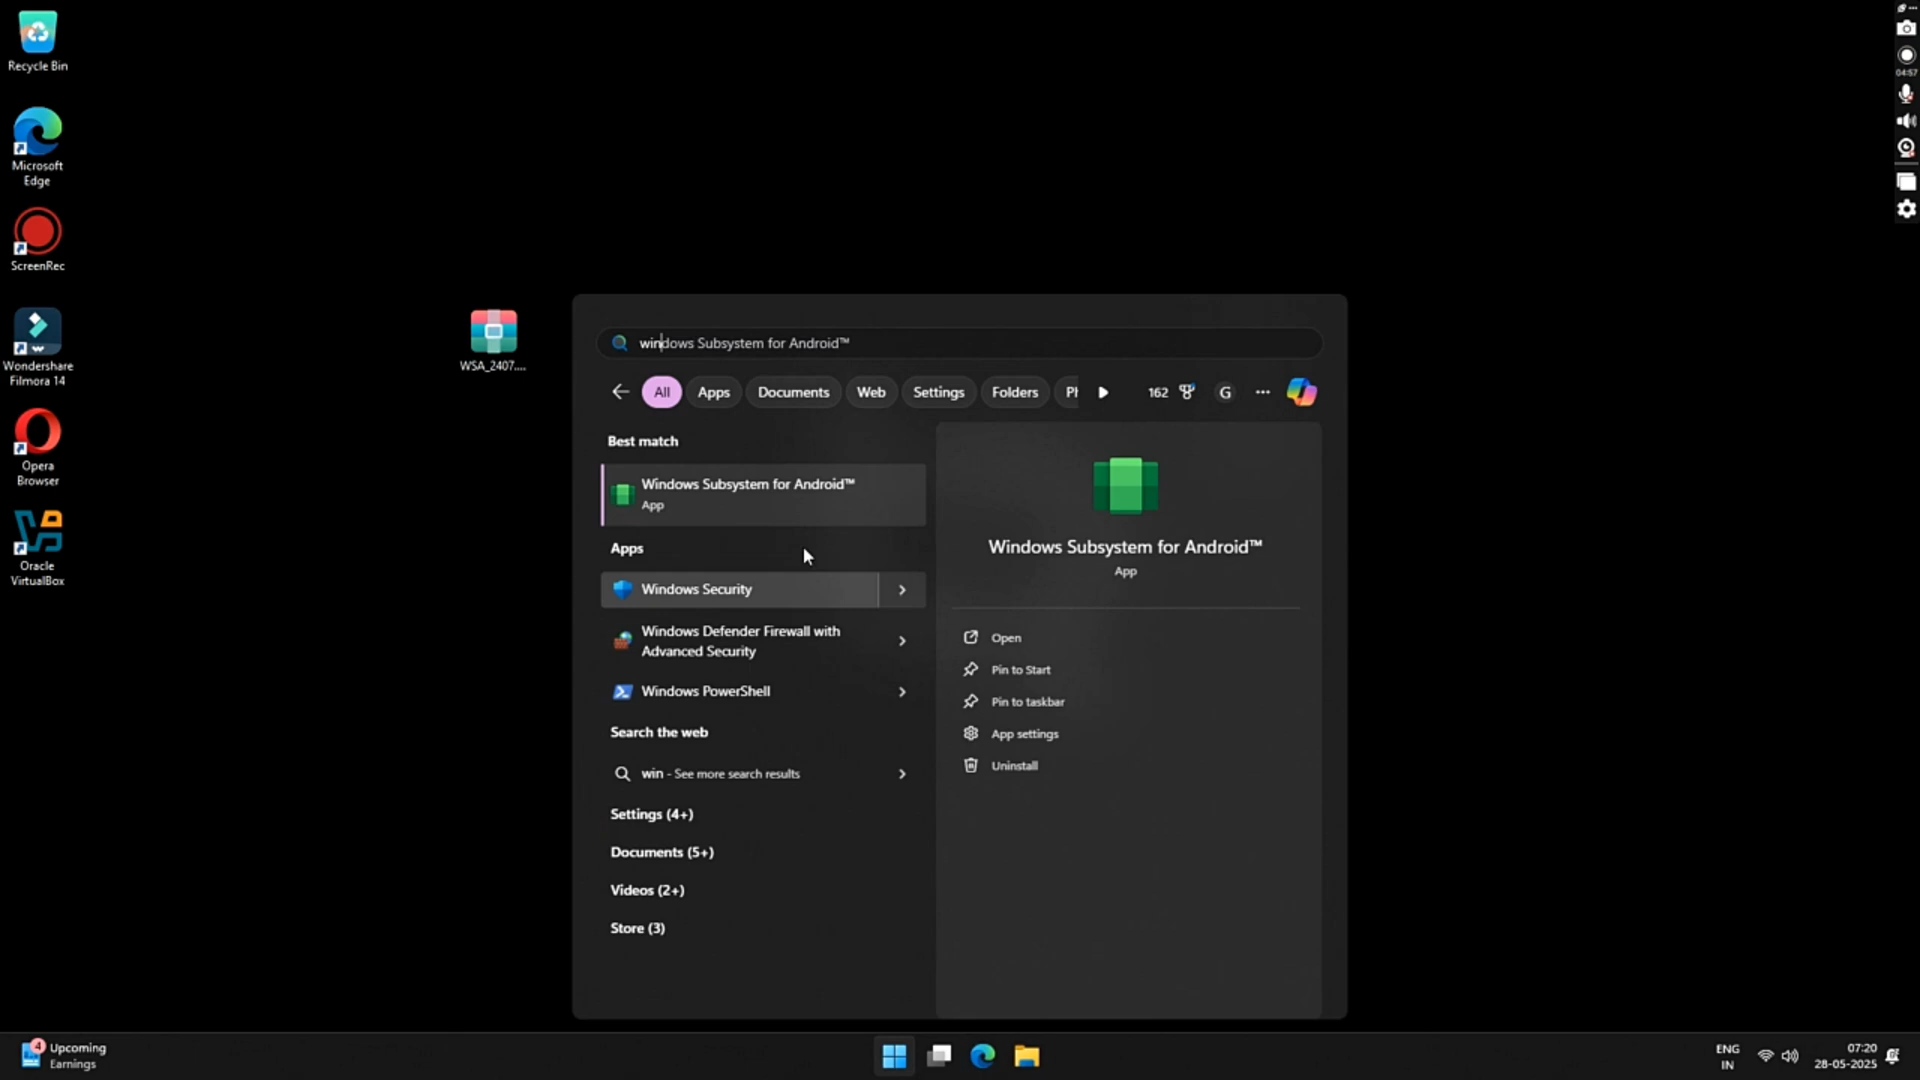 Recycle Bin
Microsoft
Edge
ScreenRec
Wondershare
Filmora 14
Opera
Browser
Oracle
VirtualBox
WSA_2407....
windows Subsystem for Android™
All
Apps
Documents
Web
Settings
Folders
162
G
Best match
Windows Subsystem for Android™
App
Apps
Windows Security
Windows Defender Firewall with
Advanced Security
Windows PowerShell
Search the web
win - See more search results
Settings (4+)
Documents (5+)
Videos (2+)
Store (3)
Windows Subsystem for Android™
App
Open
Pin to Start
Pin to taskbar
App settings
Uninstall
04:57
4
Upcoming
Earnings
ENG
IN
07:20
28-05-2025